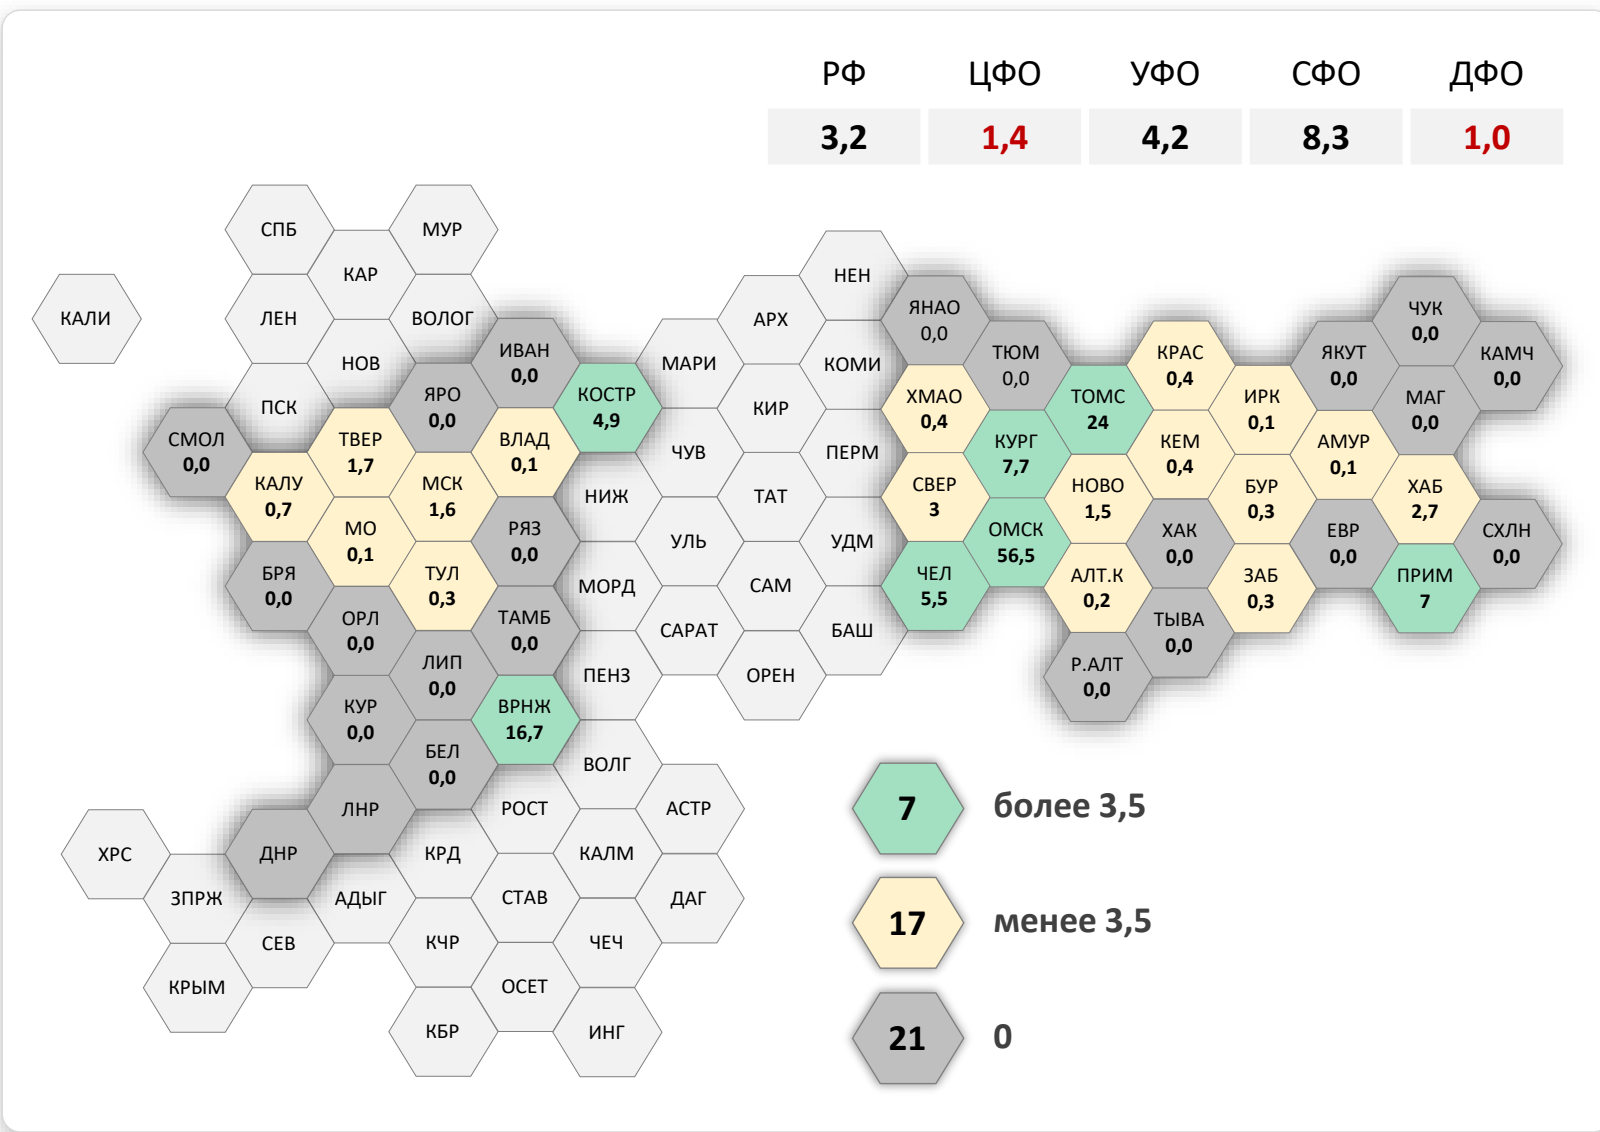 РФ ЦФО УФО СФО ДФО
3,2 1,4 4,2 8,3 1,0
СПБ
МУР
КАР
НЕН
КАЛИ
ЛЕН
ВОЛОГ
АРХ
ЯНАО
0,0
ЧУК
0,0
НОВ
ИВАН
0,0
МАРИ
КОМИ
ТЮМ
0,0
КРАС
0,4
ЯКУТ
0,0
КАМЧ
0,0
ПСК
ЯРО
0,0
КОСТР
4,9
КИР
ХМАО
0,4
ТОМС
24
ИРК
0,1
МАГ
0,0
СМОЛ
0,0
ТВЕР
1,7
ВЛАД
0,1
ЧУВ
ПЕРМ
КУРГ
7,7
КЕМ
0,4
АМУР
0,1
КАЛУ
0,7
МСК
1,6
НИЖ
ТАТ
СВЕР
3
НОВО
1,5
БУР
0,3
ХАБ
2,7
МО
0,1
РЯЗ
0,0
УЛЬ
УДМ
ОМСК
56,5
ХАК
0,0
ЕВР
0,0
СХЛН
0,0
БРЯ
0,0
ТУЛ
0,3
МОРД
САМ
ЧЕЛ
5,5
АЛТ.К
0,2
ЗАБ
0,3
ПРИМ
7
ОРЛ
0,0
ТАМБ
0,0
САРАТ
БАШ
ТЫВА
0,0
ЛИП
0,0
ПЕНЗ
ОРЕН
Р.АЛТ
0,0
КУР
0,0
ВРНЖ
16,7
БЕЛ
0,0
ВОЛГ
ЛНР
РОСТ
АСТР
7 более 3,5
ХРС
ДНР
КРД
КАЛМ
ЗПРЖ
АДЫГ
СТАВ
ДАГ
17 менее 3,5
СЕВ
КЧР
ЧЕЧ
КРЫМ
ОСЕТ
КБР
ИНГ
21 0